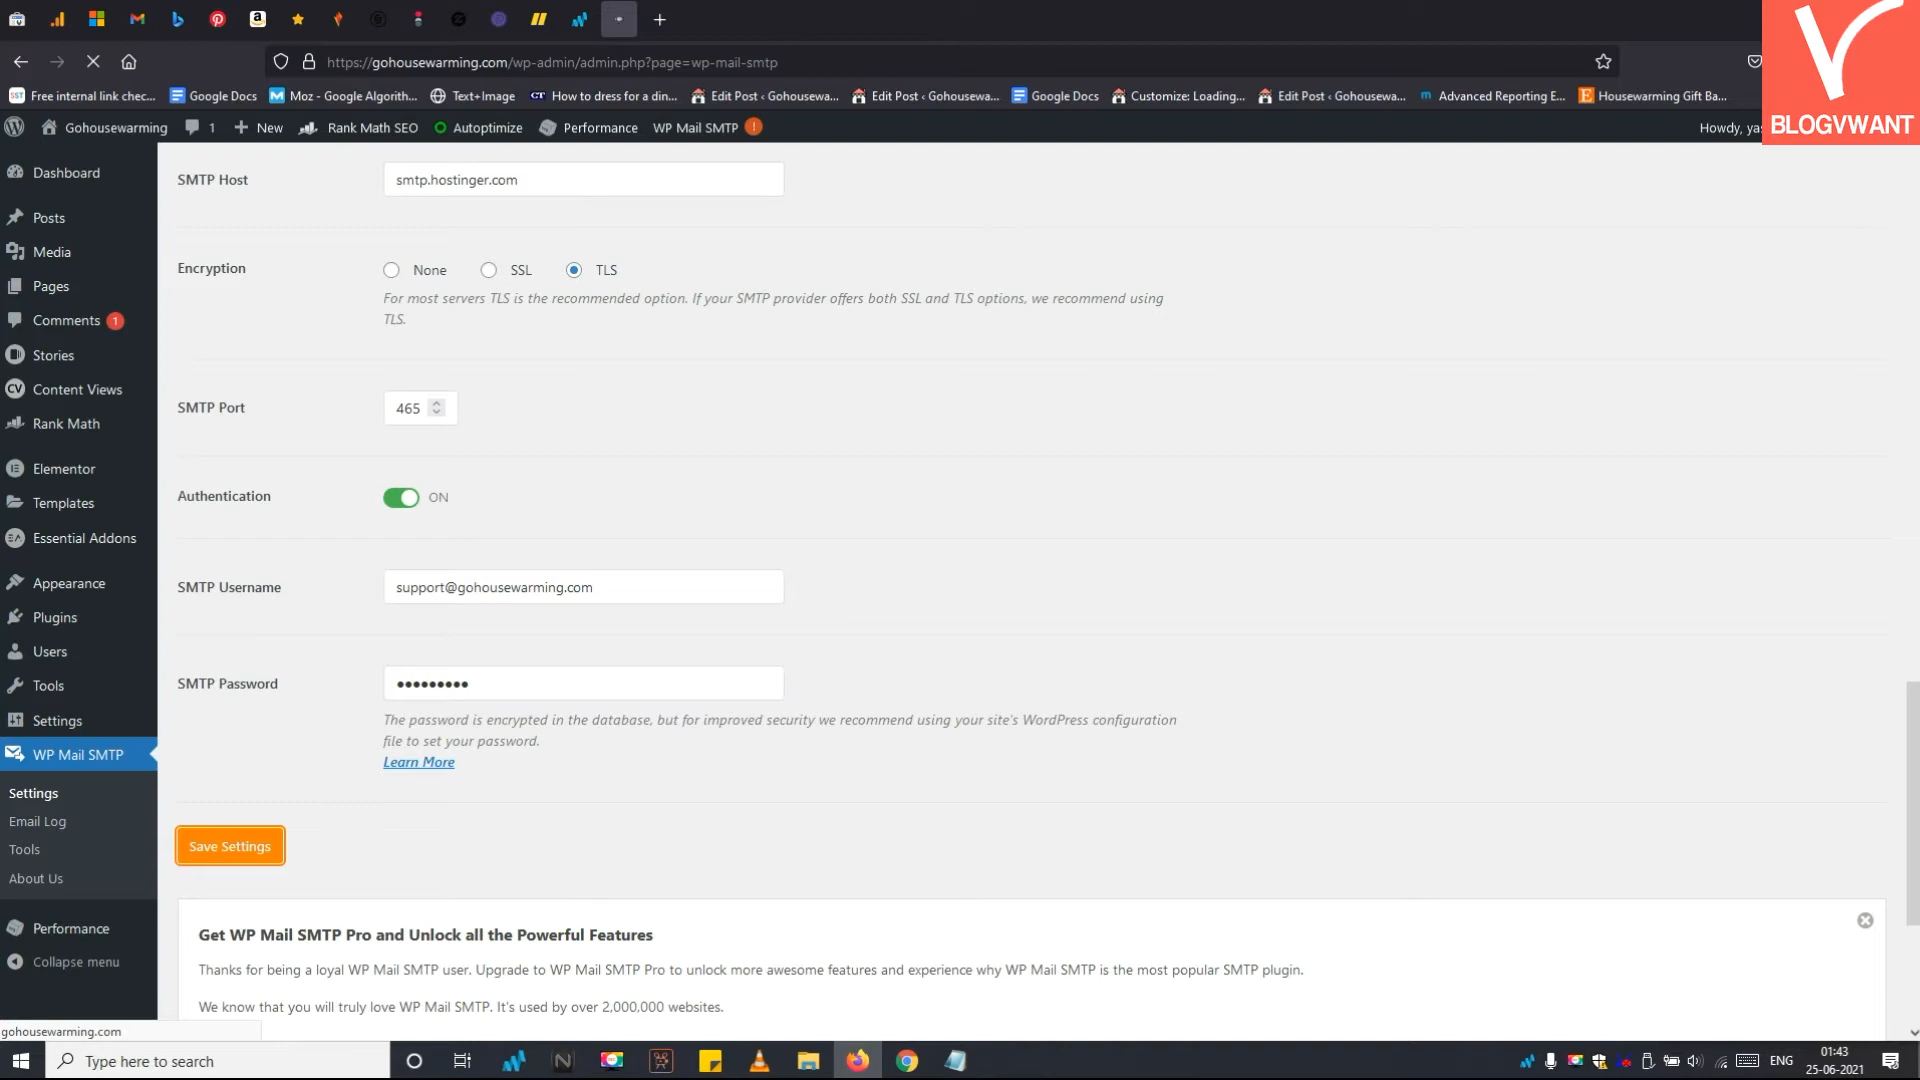 https://gohousewarming.com/wp-admin/admin.php?page=wp-mail-smtp
BLOGVWANT
Free internal link chec...
Google Docs
Moz - Google Algorith...
Text+Image
CT
How to dress for a din...
Edit Post ‹ Gohousewa...
Edit Post ‹ Gohousewa...
Google Docs
Customize: Loading...
Edit Post ‹ Gohousewa...
Advanced Reporting E...
Housewarming Gift Ba...
Gohousewarming
1
New
Rank Math SEO
Autoptimize
Performance
WP Mail SMTP
!
Howdy, yas
Dashboard
Posts
Media
Pages
Comments 1
Stories
Content Views
Rank Math
Elementor
Templates
Essential Addons
Appearance
Plugins
Users
Tools
Settings
WP Mail SMTP
Settings
Email Log
Tools
About Us
Performance
Collapse menu
SMTP Host
smtp.hostinger.com
Encryption
None SSL TLS
For most servers TLS is the recommended option. If your SMTP provider offers both SSL and TLS options, we recommend using
TLS.
SMTP Port
465
Authentication
ON
SMTP Username
support@gohousewarming.com
SMTP Password
•••••••••
The password is encrypted in the database, but for improved security we recommend using your site's WordPress configuration
file to set your password.
Learn More
Save Settings
Get WP Mail SMTP Pro and Unlock all the Powerful Features
Thanks for being a loyal WP Mail SMTP user. Upgrade to WP Mail SMTP Pro to unlock more awesome features and experience why WP Mail SMTP is the most popular SMTP plugin.
We know that you will truly love WP Mail SMTP. It's used by over 2,000,000 websites.
gohousewarming.com
Type here to search
ENG
01:43
25-06-2021